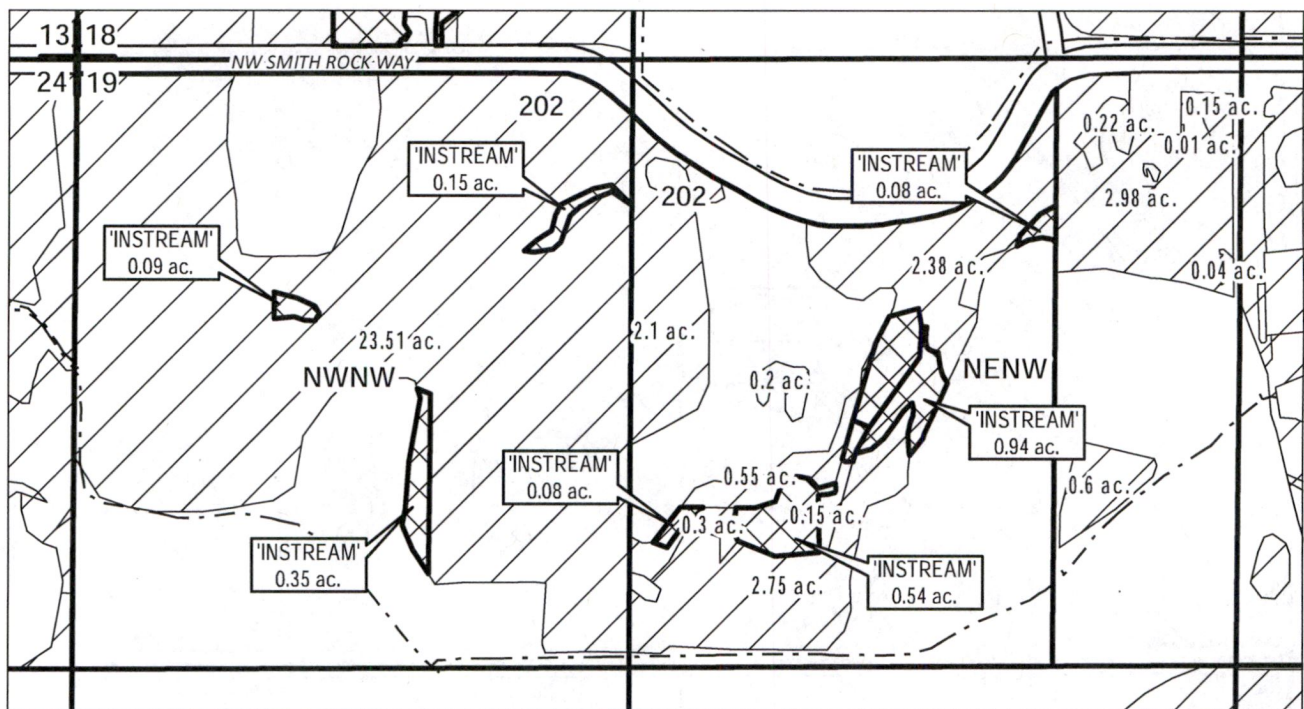 13 18
NW SMITH ROCK WAY
24 19
202
0.15 ac.
0.22 ac.
0.01 ac.
'INSTREAM'
0.15 ac.
'INSTREAM'
0.08 ac.
202
2.98 ac.
'INSTREAM'
0.09 ac.
2.38 ac.
0.04 ac.
23.51 ac.
2.1 ac.
NWNW
0.2 ac.
NENW
'INSTREAM'
0.94 ac.
'INSTREAM'
0.08 ac.
0.55 ac.
0.6 ac.
0.3 ac.
0.15 ac.
'INSTREAM'
0.35 ac.
2.75 ac.
'INSTREAM'
0.54 ac.